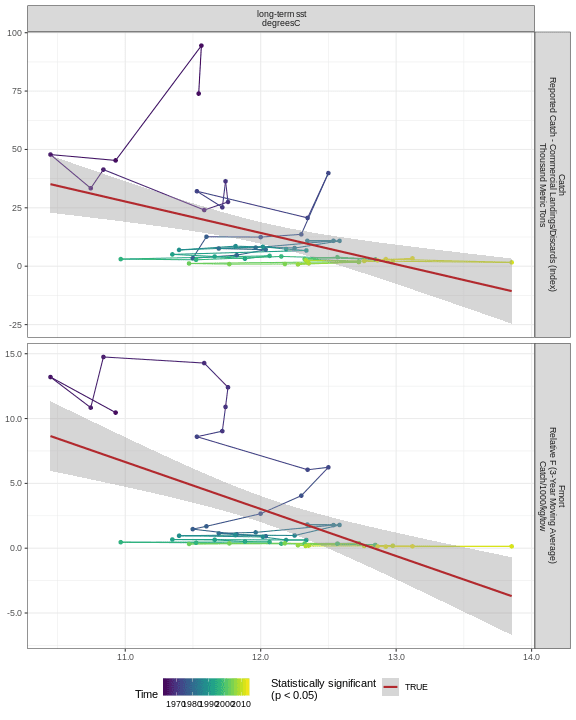 long-term sst
degreesC
100
75
50
25
0
-25
Catch
Reported Catch - Commercial Landings/Discards (Index)
Thousand Metric Tons
15.0
10.0
5.0
0.0
-5.0
Fmort
Relative F (3-Year Moving Average)
Catch/1000/kg/tow
11.0 12.0 13.0 14.0
Time
1970 1980 1990 2000 2010
Statistically significant
(p < 0.05)
TRUE